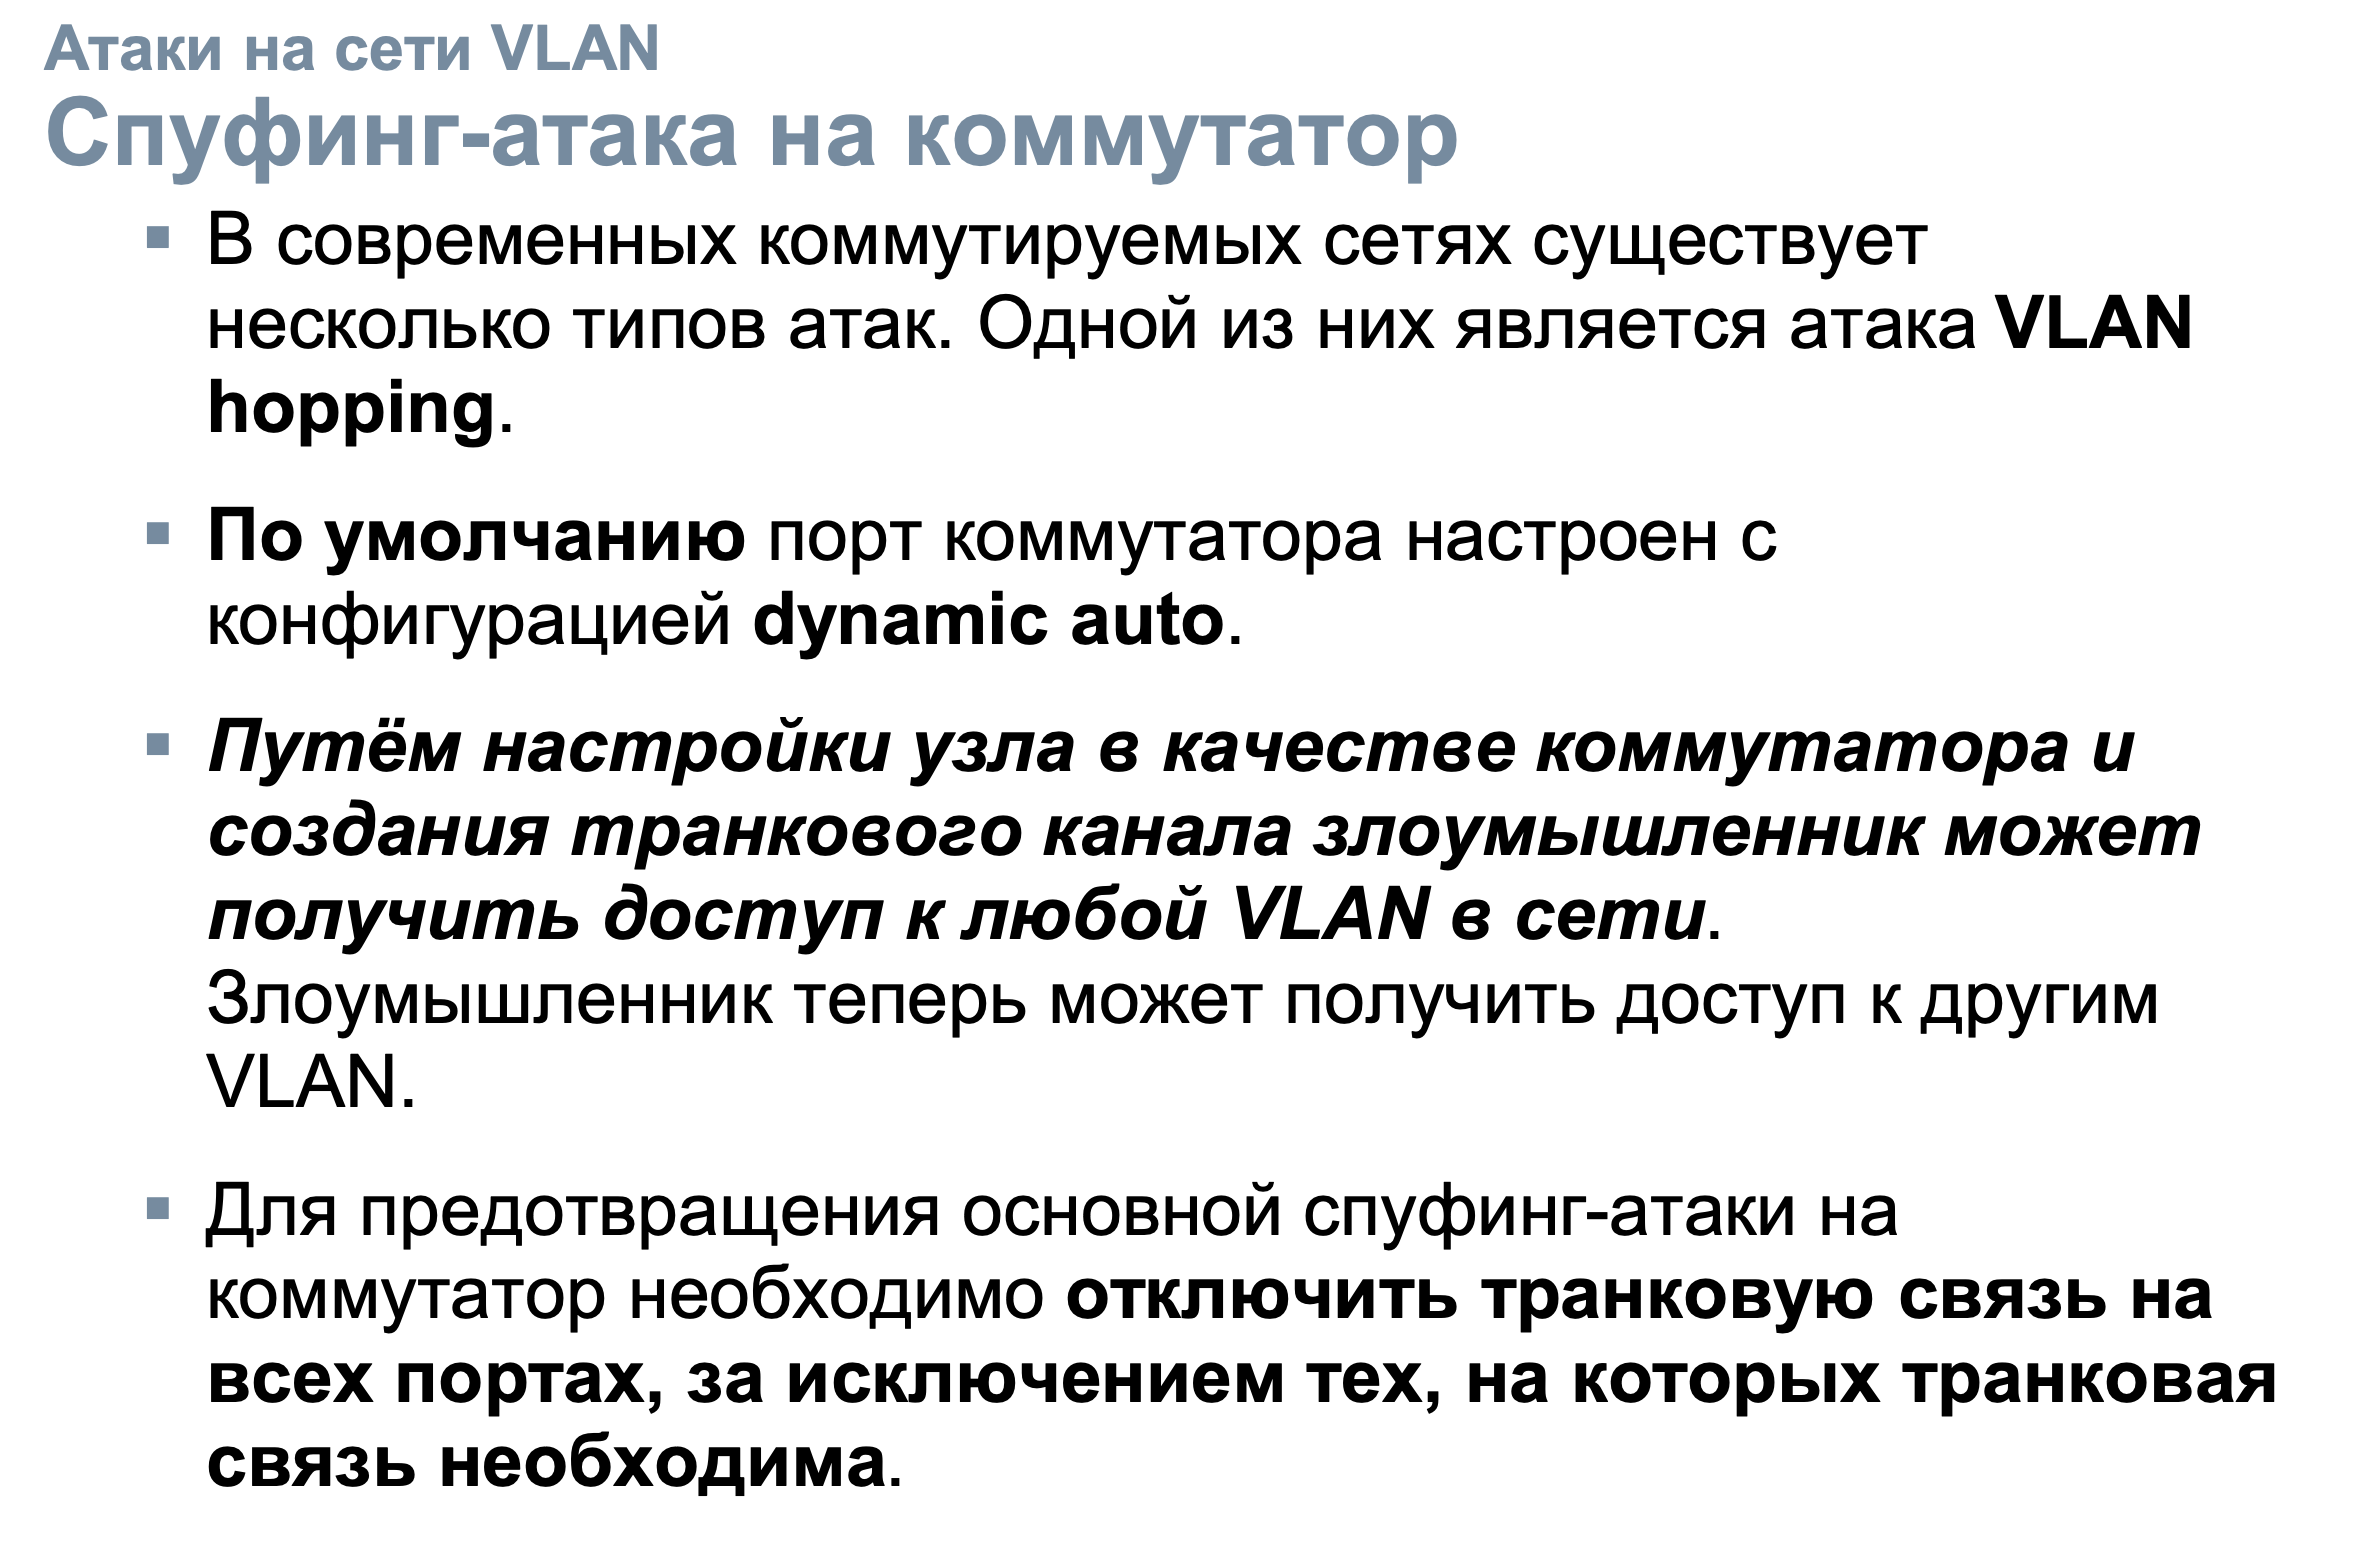 Атаки на сети VLAN
Спуфинг-атака на коммутатор
▪ В современных коммутируемых сетях существует
несколько типов атак. Одной из них является атака VLAN
hopping.
▪ По умолчанию порт коммутатора настроен с
конфигурацией dynamic auto.
▪ Путём настройки узла в качестве коммутатора и
создания транкового канала злоумышленник может
получить доступ к любой VLAN в сети.
Злоумышленник теперь может получить доступ к другим
VLAN.
▪ Для предотвращения основной спуфинг-атаки на
коммутатор необходимо отключить транковую связь на
всех портах, за исключением тех, на которых транковая
связь необходима.